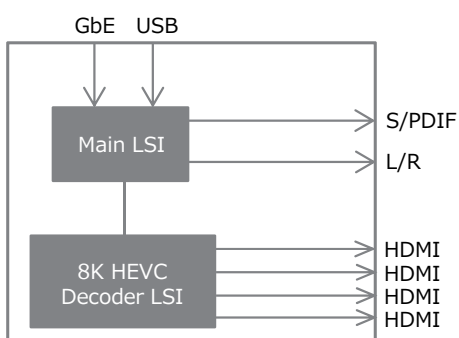 GbE USB
S/PDIF
Main LSI
L/R
HDMI
8K HEVC
HDMI
Decoder LSI
HDMI
HDMI